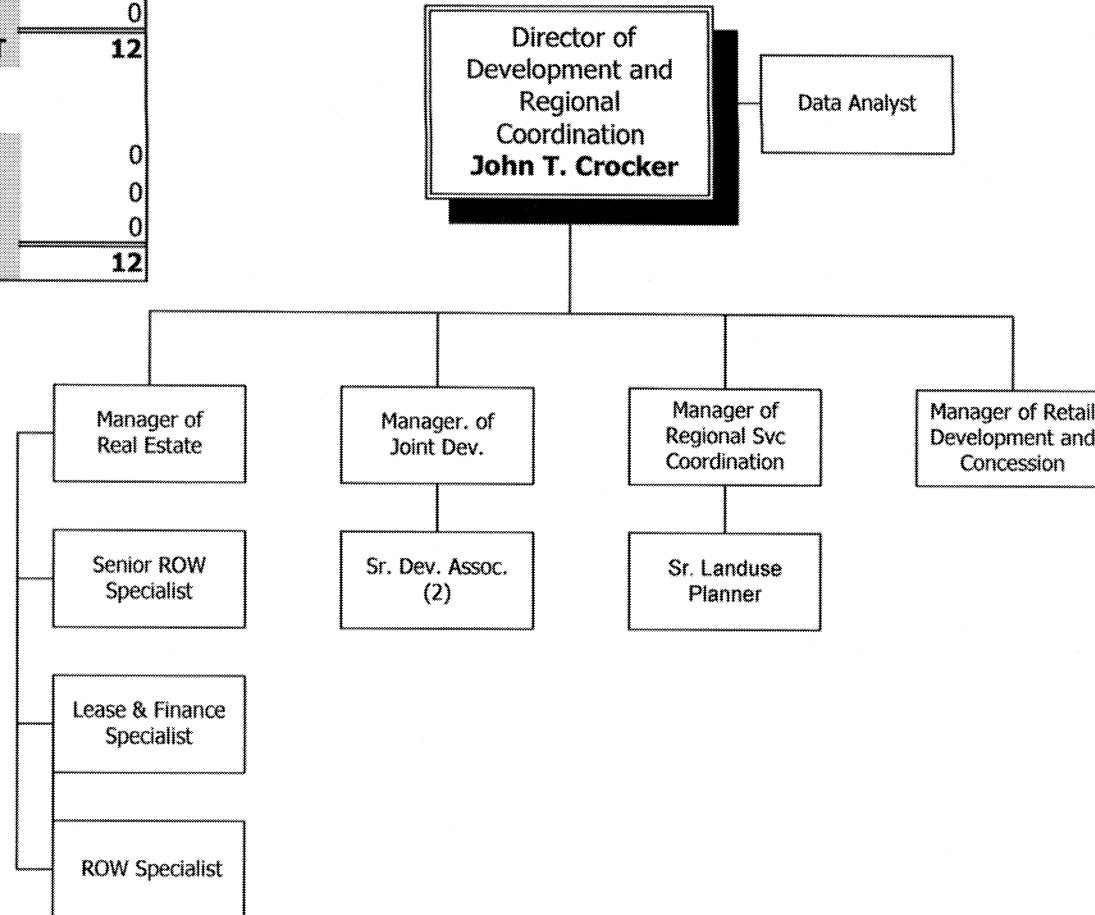 0
T 12
0
0
0
12
Director of
Development and
Regional
Coordination
John T. Crocker
Data Analyst
Manager of
Real Estate
Manager. of
Joint Dev.
Manager of
Regional Svc
Coordination
Manager of Retail
Development and
Concession
Senior ROW
Specialist
Sr. Dev. Assoc.
(2)
Sr. Landuse
Planner
Lease & Finance
Specialist
ROW Specialist